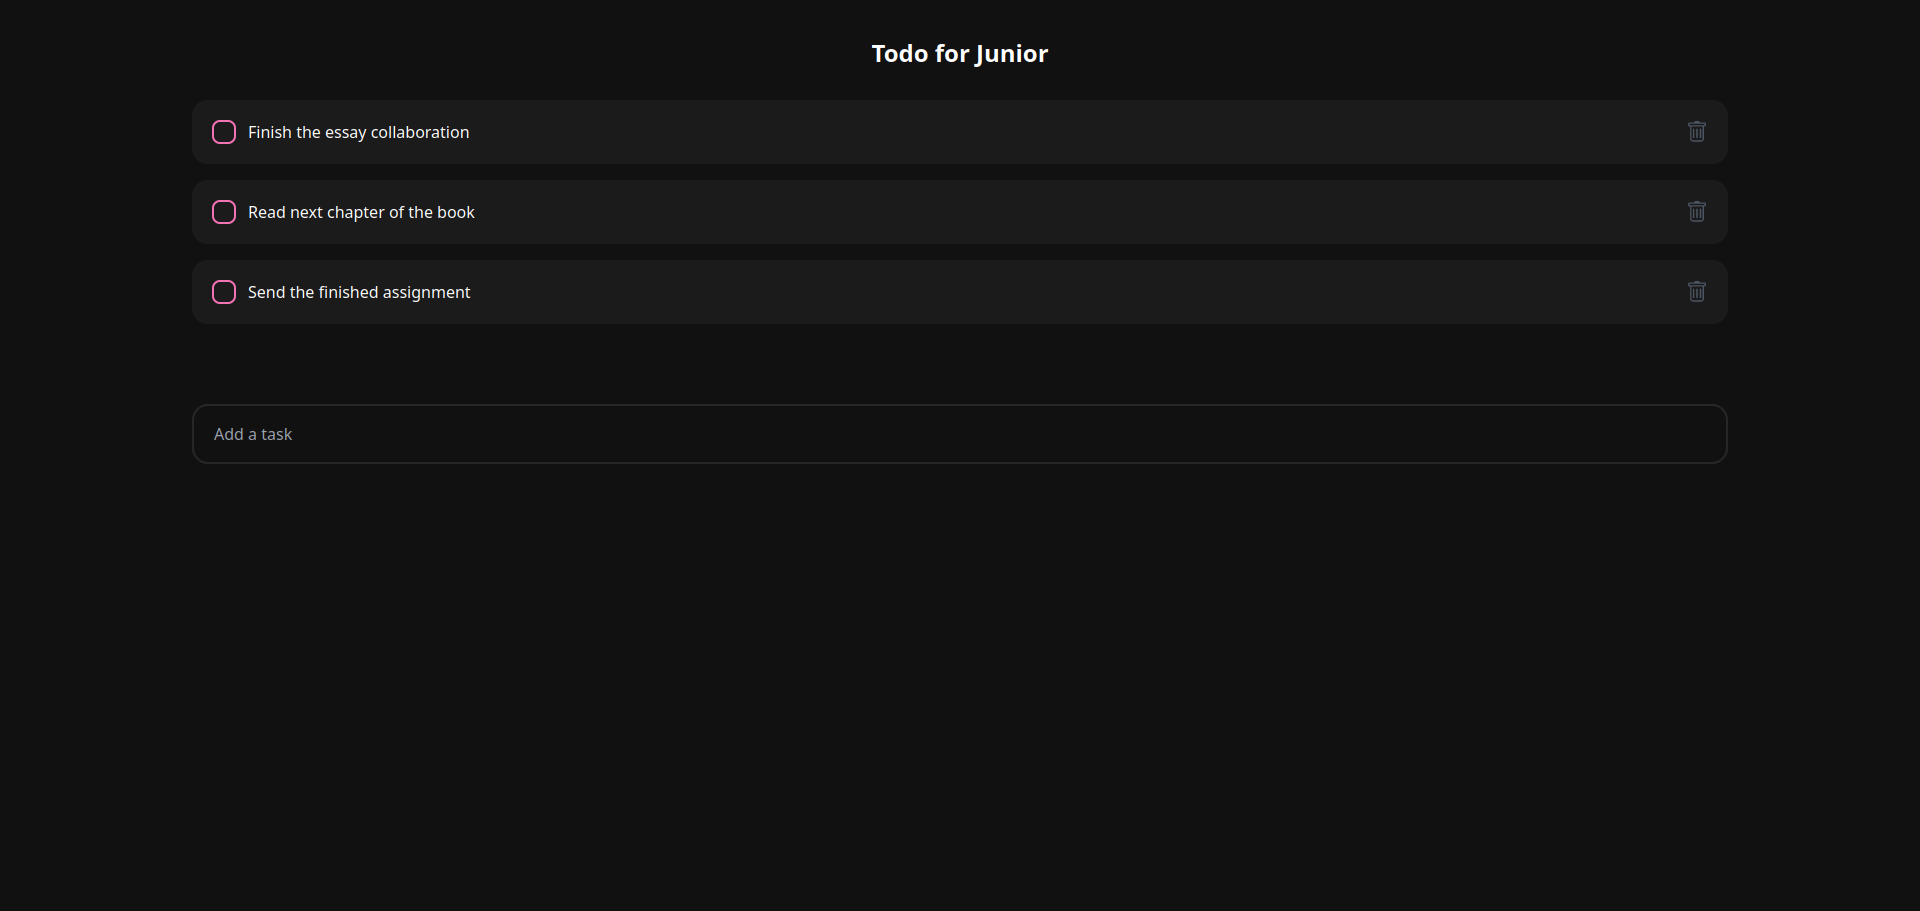 Todo for Junior
Finish the essay collaboration
Read next chapter of the book
Send the finished assignment
Add a task